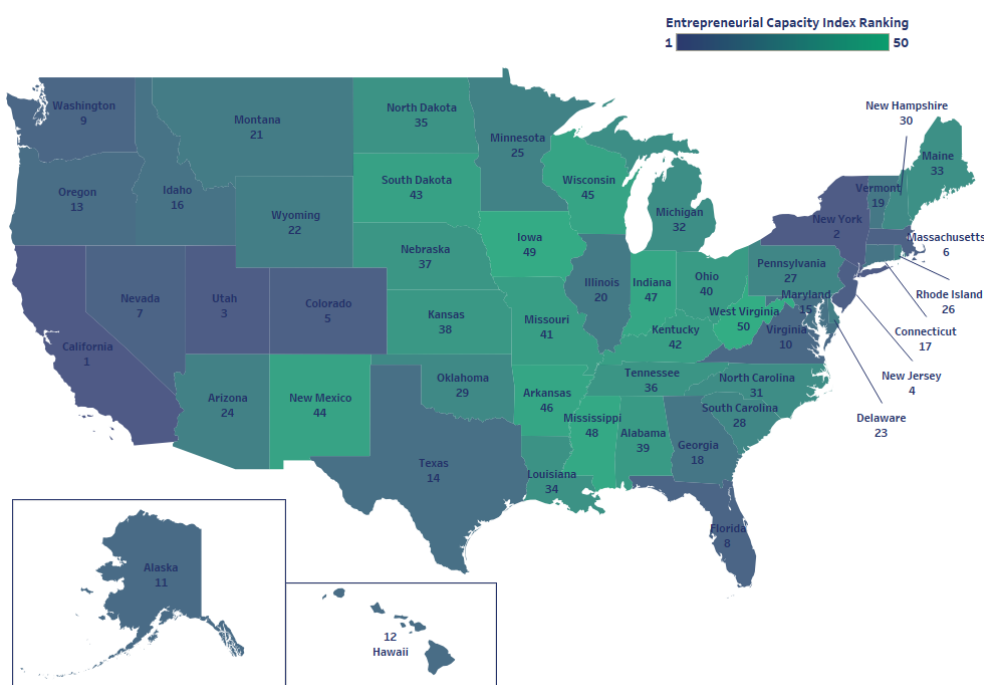 Entrepreneurial Capacity Index Ranking
1 50
Washington
9
Montana
21
North Dakota
35
Minnesota
25
New Hampshire
30
Maine
33
Oregon
13
Idaho
16
Wyoming
22
South Dakota
43
Wisconsin
45
Michigan
32
Vermont
19
New York
2
Massachusetts
6
Nevada
7
Utah
3
Colorado
5
Nebraska
37
Iowa
49
Illinois
20
Indiana
47
Ohio
40
Pennsylvania
27
Rhode Island
26
California
1
Kansas
38
Missouri
41
Kentucky
42
West Virginia
50
Maryland
15
Virginia
10
Connecticut
17
New Jersey
4
Delaware
23
Arizona
24
New Mexico
44
Oklahoma
29
Arkansas
46
Tennessee
36
North Carolina
31
South Carolina
28
Texas
14
Louisiana
34
Mississippi
48
Alabama
39
Georgia
18
Florida
8
Alaska
11
12
Hawaii